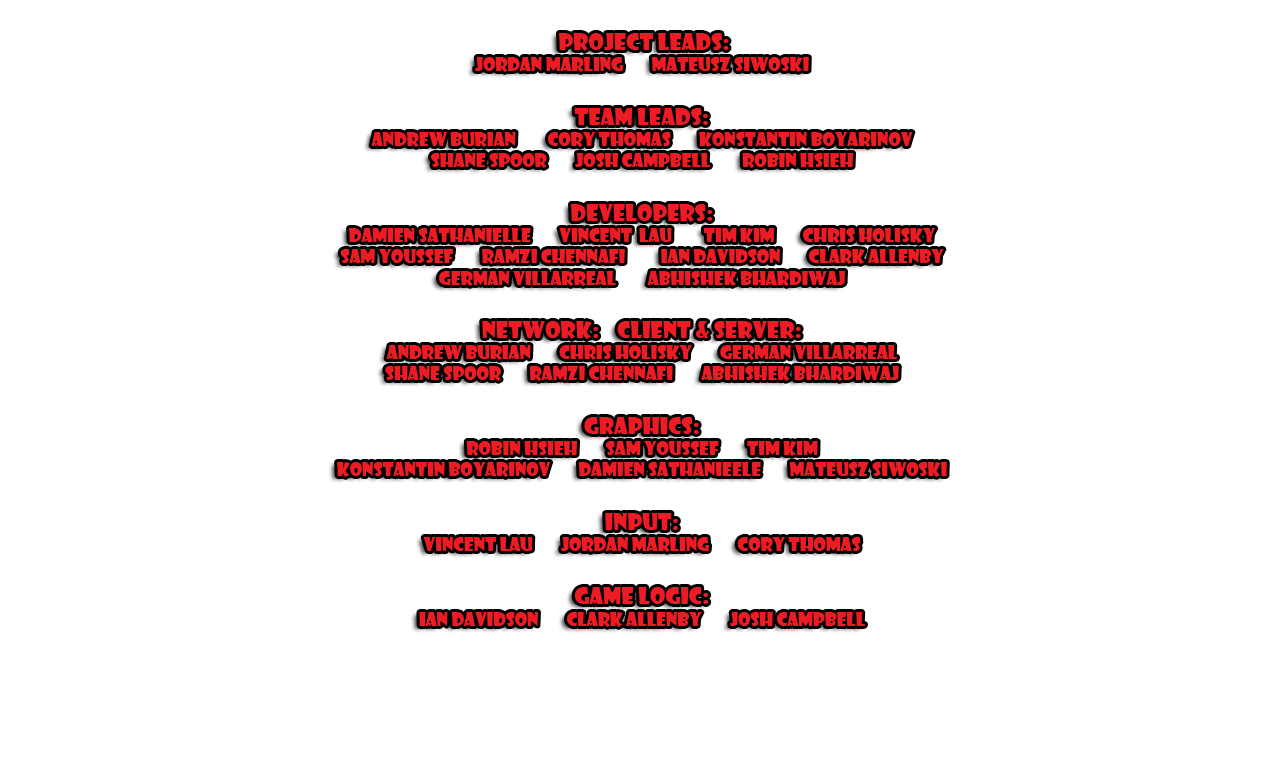 PROJECT LEADS:
JORDAN MARLING MATEUSZ SIWOSKI
TEAM LEADS:
ANDREW BURIAN CORY THOMAS KONSTANTIN BOYARINOV
SHANE SPOOR JOSH CAMPBELL ROBIN HSIEH
DEVELOPERS:
DAMIEN SATHANIELLE VINCENT LAU TIM KIM CHRIS HOLISKY
SAM YOUSSEF RAMZI CHENNAFI IAN DAVIDSON CLARK ALLENBY
GERMAN VILLARREAL ABHISHEK BHARDIWAJ
NETWORK: CLIENT & SERVER:
ANDREW BURIAN CHRIS HOLISKY GERMAN VILLARREAL
SHANE SPOOR RAMZI CHENNAFI ABHISHEK BHARDIWAJ
GRAPHICS:
ROBIN HSIEH SAM YOUSSEF TIM KIM
KONSTANTIN BOYARINOV DAMIEN SATHANIEELE MATEUSZ SIWOSKI
INPUT:
VINCENT LAU JORDAN MARLING CORY THOMAS
GAME LOGIC:
IAN DAVIDSON CLARK ALLENBY JOSH CAMPBELL